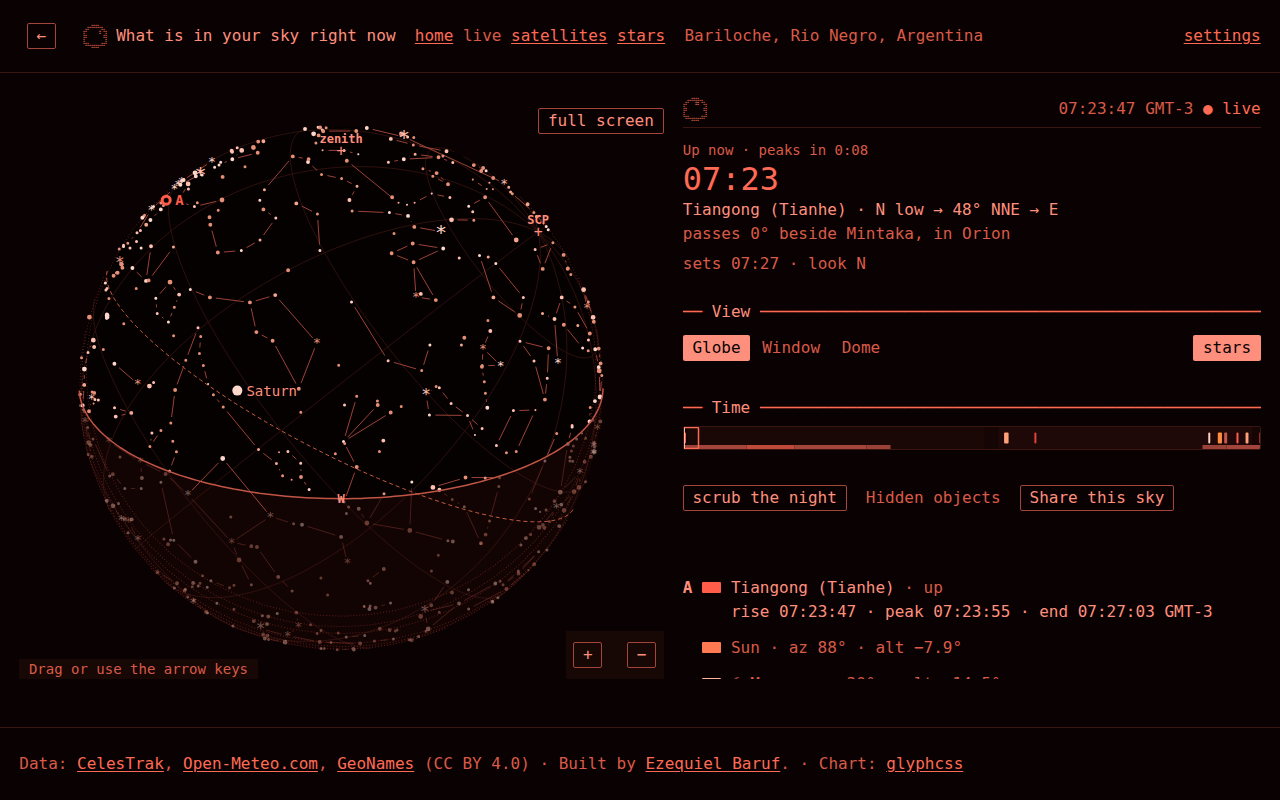 ← What is in your sky right now home live satellites stars Bariloche, Rio Negro, Argentina settings
full screen
zenith
A
SCP
Saturn
W
+ −
Drag or use the arrow keys
07:23:47 GMT-3 ● live
Up now · peaks in 0:08
07:23
Tiangong (Tianhe) · N low → 48° NNE → E
passes 0° beside Mintaka, in Orion
sets 07:27 · look N
View
Globe Window Dome stars
Time
scrub the night Hidden objects Share this sky
A Tiangong (Tianhe) · up
rise 07:23:47 · peak 07:23:55 · end 07:27:03 GMT-3
Sun · az 88° · alt −7.9°
Data: CelesTrak, Open-Meteo.com, GeoNames (CC BY 4.0) · Built by Ezequiel Baruf. · Chart: glyphcss